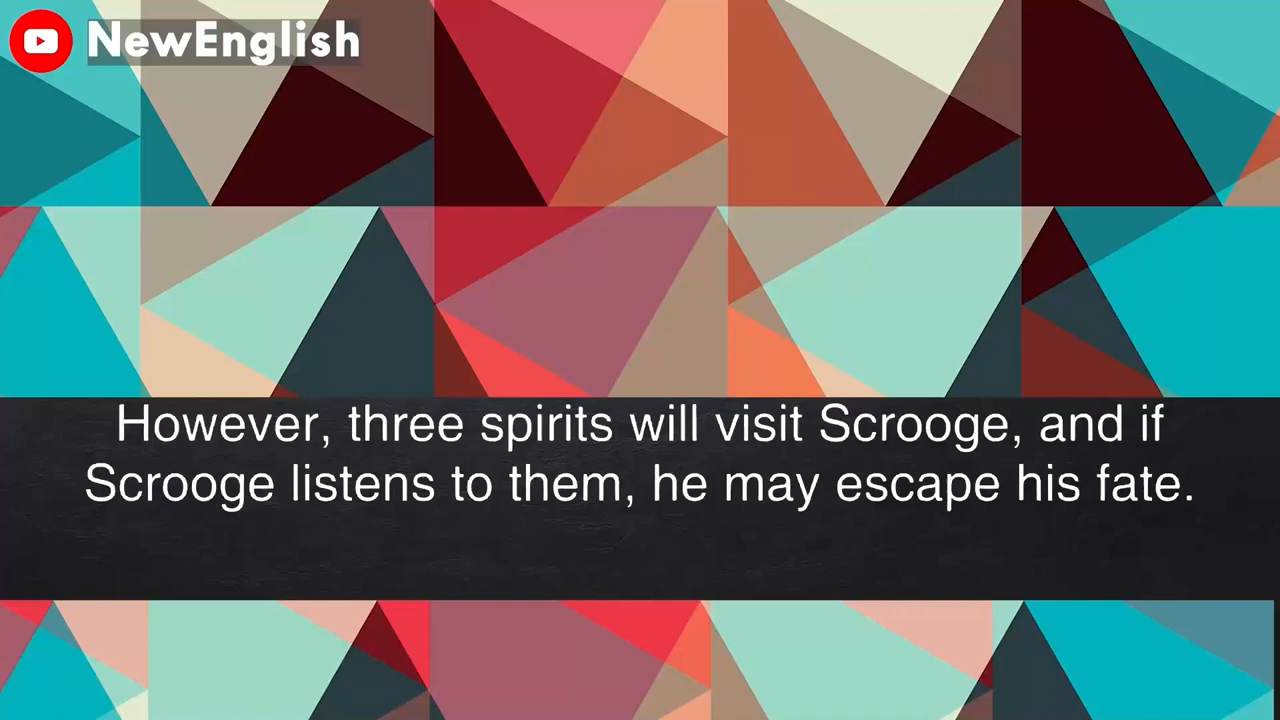 NewEnglish
However, three spirits will visit Scrooge, and if
Scrooge listens to them, he may escape his fate.